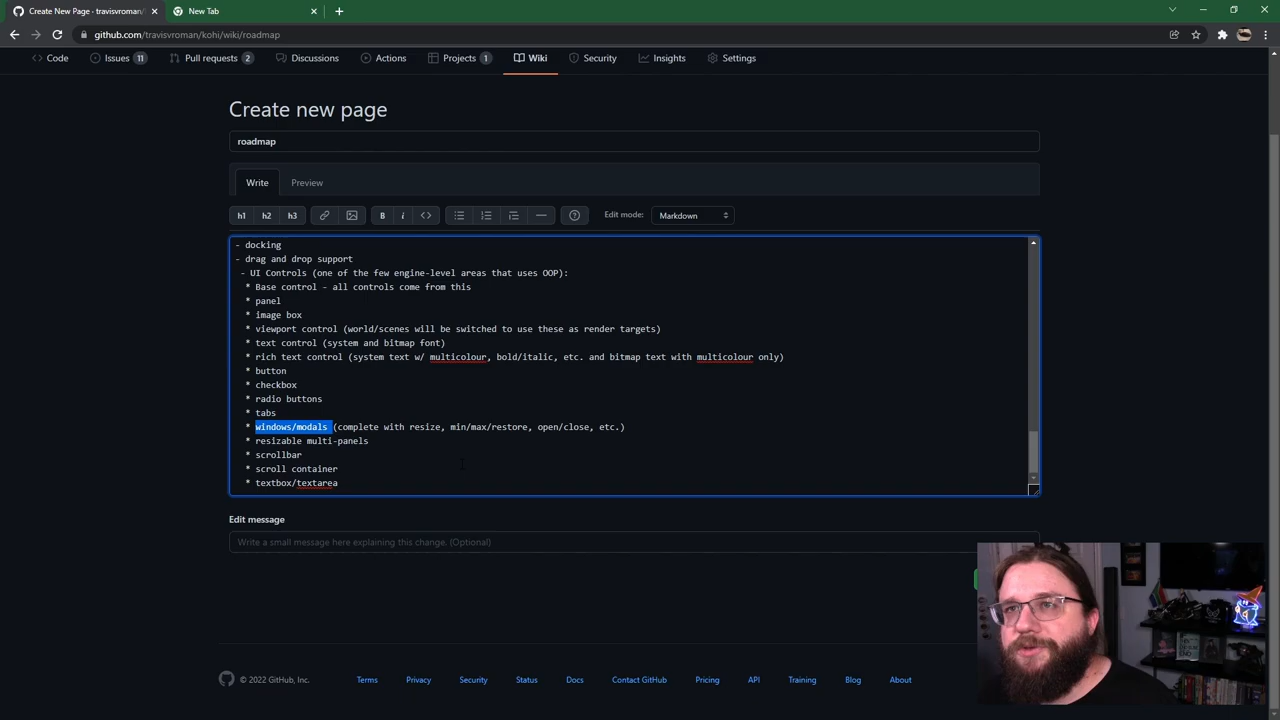 Create New Page · travisvroman/
New Tab
github.com/travisvroman/kohi/wiki/roadmap
Code
Issues 11
Pull requests 2
Discussions
Actions
Projects 1
Wiki
Security
Insights
Settings
Create new page
roadmap
Write
Preview
h1 h2 h3 B i <> Edit mode: Markdown
- docking
- drag and drop support
- UI Controls (one of the few engine-level areas that uses OOP):
* Base control - all controls come from this
* panel
* image box
* viewport control (world/scenes will be switched to use these as render targets)
* text control (system and bitmap font)
* rich text control (system text w/ multicolour, bold/italic, etc. and bitmap text with multicolour only)
* button
* checkbox
* radio buttons
* tabs
* windows/modals (complete with resize, min/max/restore, open/close, etc.)
* resizable multi-panels
* scrollbar
* scroll container
* textbox/textarea
Edit message
Write a small message here explaining this change. (Optional)
© 2022 GitHub, Inc.
Terms
Privacy
Security
Status
Docs
Contact GitHub
Pricing
API
Training
Blog
About